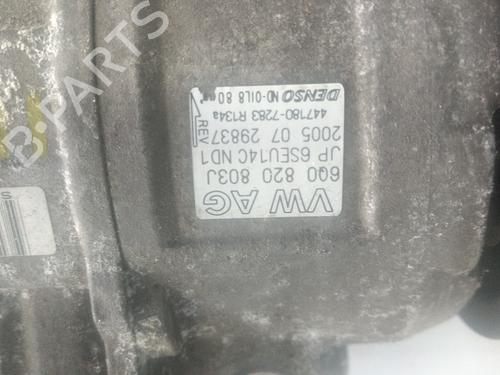 VW AG
6Q0 820 803J
JP 6SEU14C ND1
2005 07 29837
447180-7283 R134a
DENSO ND-OIL8 80
REV
S